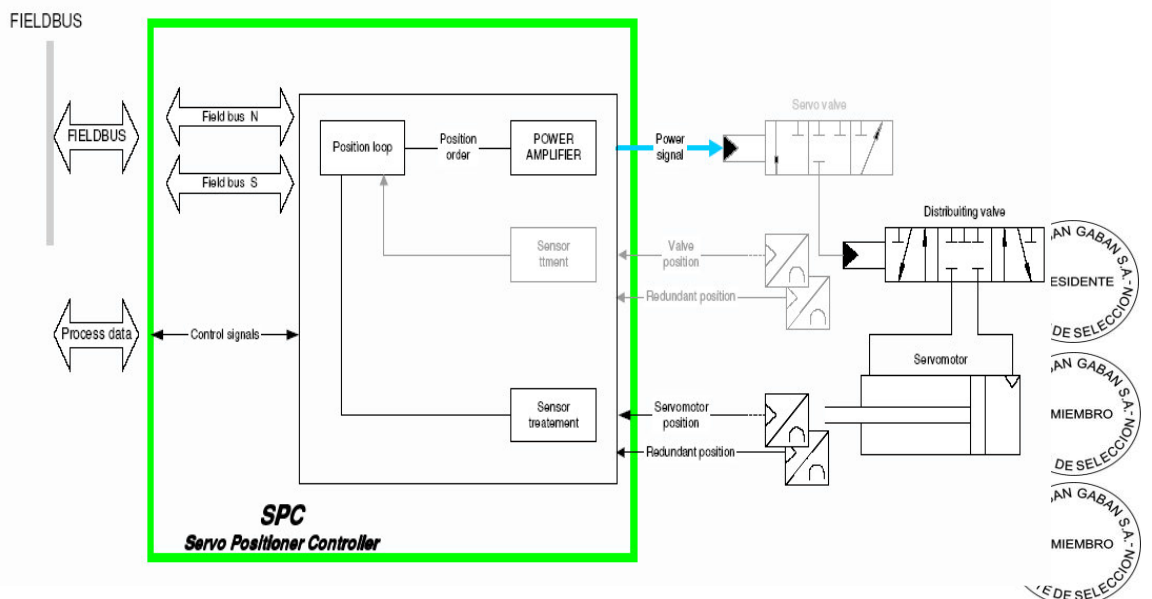 FIELDBUS
FIELDBUS
Field bus N
Field bus S
Position loop
Position
order
POWER
AMPLIFIER
Power
signal
Servo valve
Distribuiting valve
Sensor
ttment
Valve
position
Redundant position
Process data
Control signals
Servomotor
Sensor
treatement
Servomotor
position
Redundant position
SPC
Servo Positioner Controller
AN GABAN S.A.- N
ESIDENTE
DE SELECCION
AN GABAN S.A.- N
MIEMBRO
DE SELECCION
AN GABAN S.A.- N
MIEMBRO
TE DE SELECCION